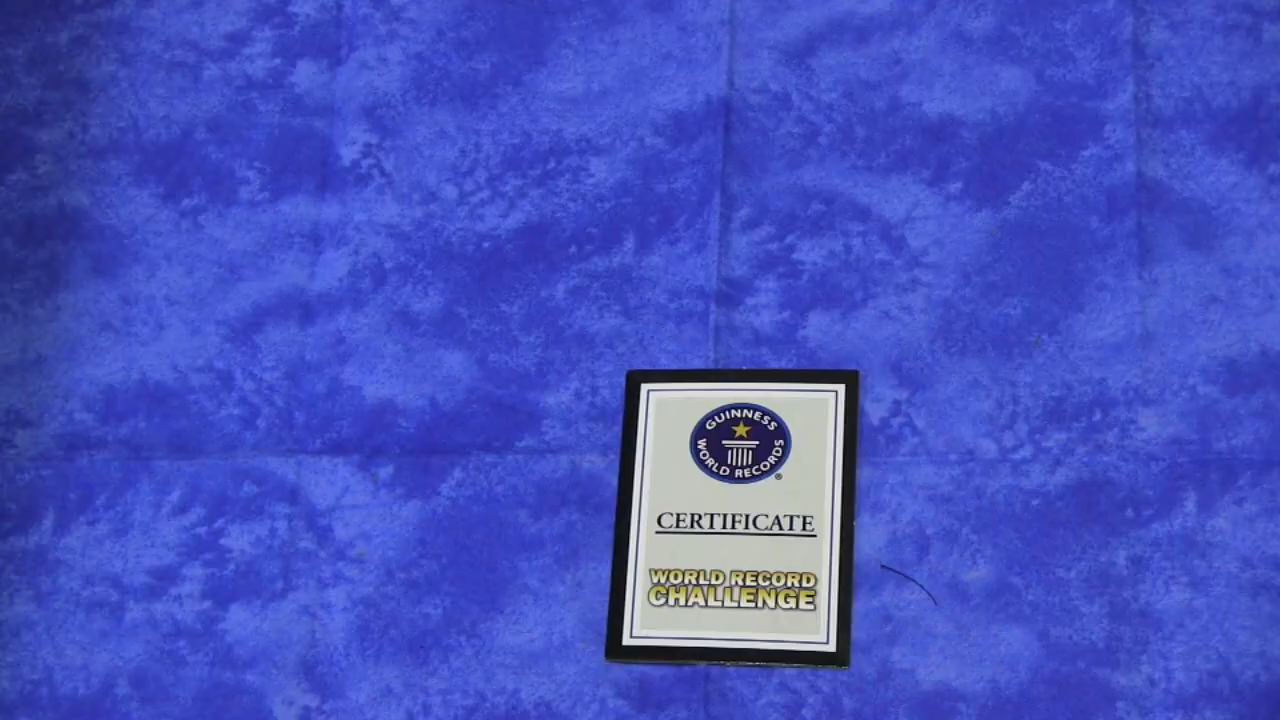 GUINNESS
WORLD RECORDS
®
CERTIFICATE
WORLD RECORD
CHALLENGE